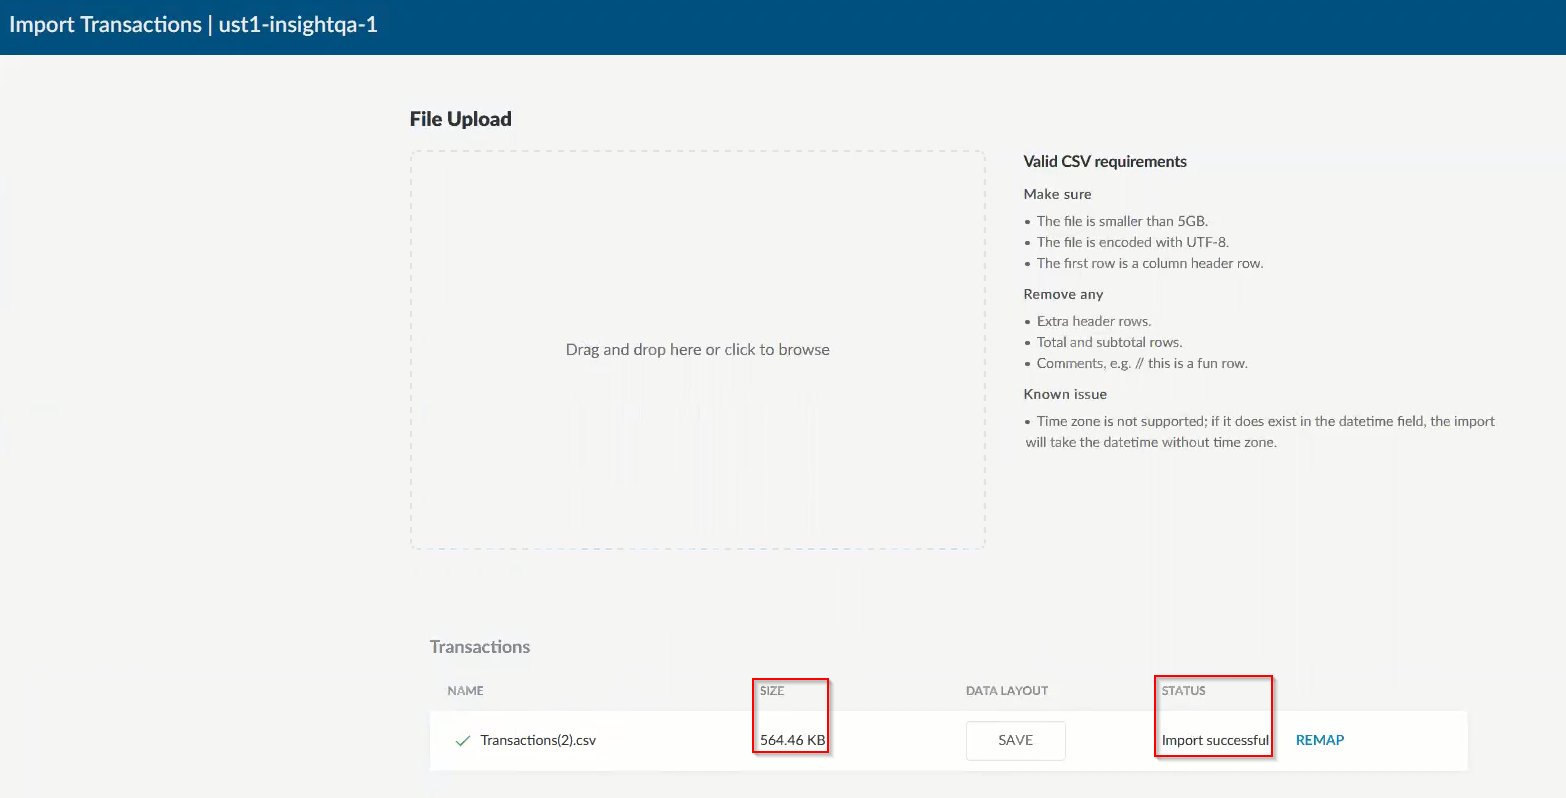 Import Transactions | ust1-insightqa-1
File Upload
Drag and drop here or click to browse
Valid CSV requirements
Make sure
• The file is smaller than 5GB.
• The file is encoded with UTF-8.
• The first row is a column header row.
Remove any
• Extra header rows.
• Total and subtotal rows.
• Comments, e.g. // this is a fun row.
Known issue
• Time zone is not supported; if it does exist in the datetime field, the import
will take the datetime without time zone.
Transactions
NAME SIZE DATA LAYOUT STATUS
Transactions(2).csv 564.46 KB SAVE Import successful REMAP